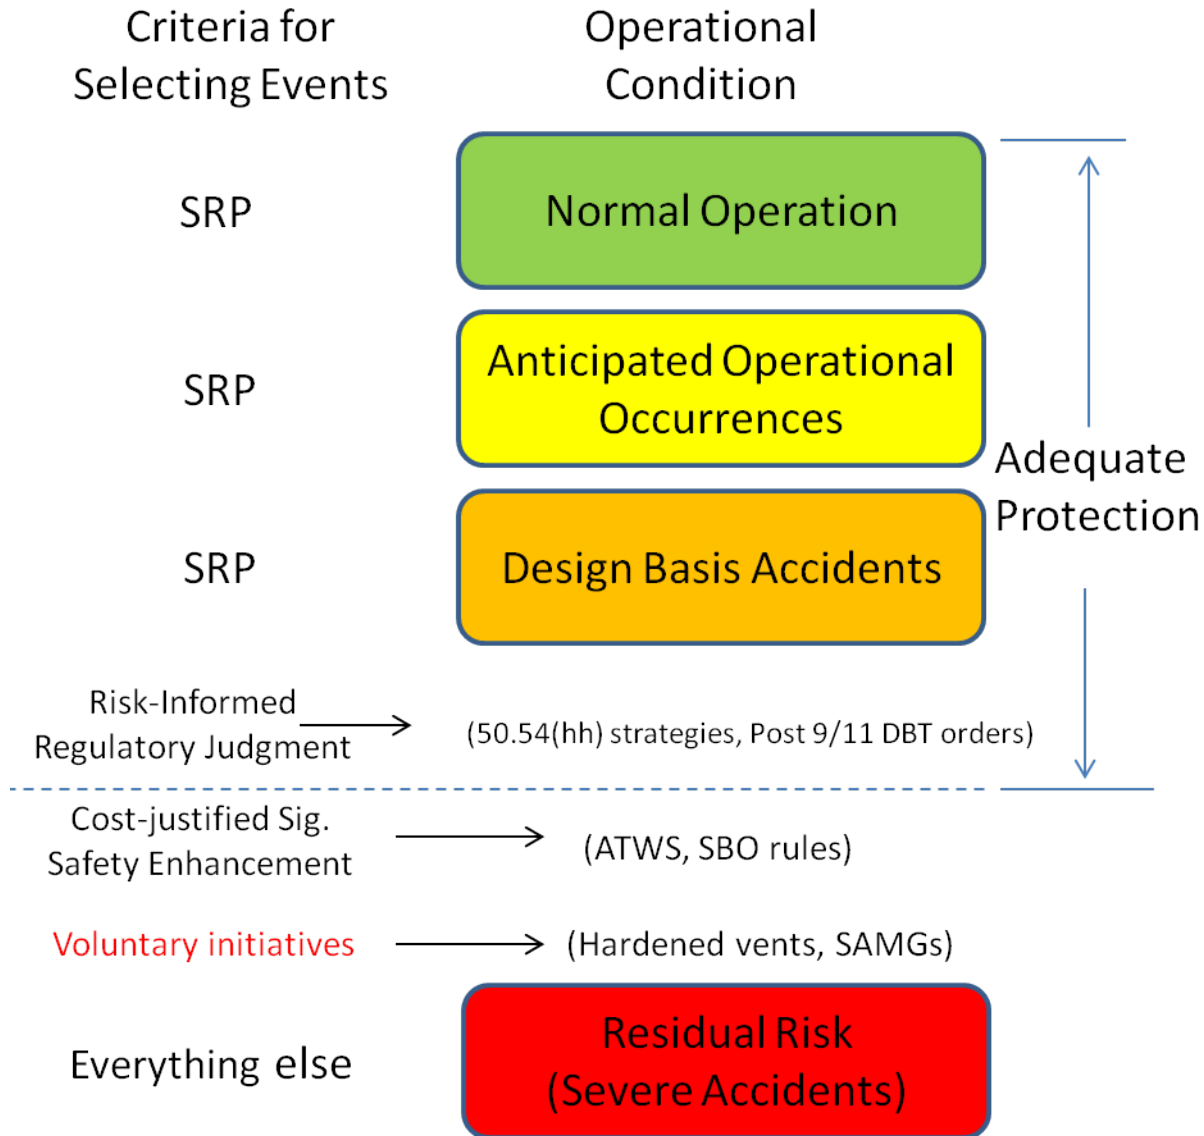 Criteria for
Selecting Events
Operational
Condition
SRP
Normal Operation
SRP
Anticipated Operational
Occurrences
Adequate
Protection
SRP
Design Basis Accidents
Risk-Informed
Regulatory Judgment
(50.54(hh) strategies, Post 9/11 DBT orders)
Cost-justified Sig.
Safety Enhancement
(ATWS, SBO rules)
Voluntary initiatives
(Hardened vents, SAMGs)
Everything else
Residual Risk
(Severe Accidents)